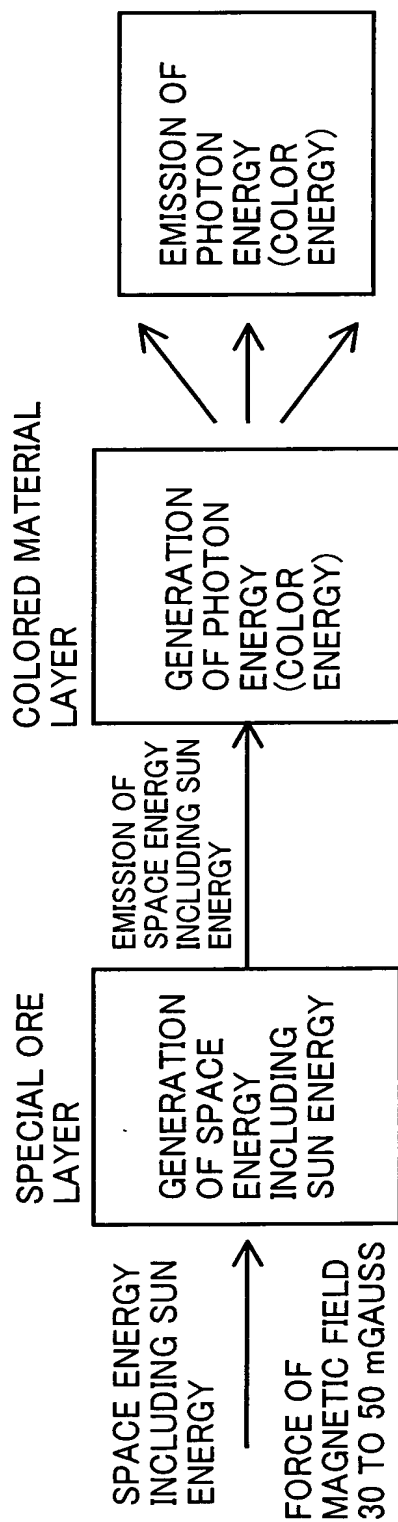 SPACE ENERGY
INCLUDING SUN
ENERGY
FORCE OF
MAGNETIC FIELD
30 TO 50 mGAUSS
SPECIAL ORE
LAYER
GENERATION
OF SPACE
ENERGY
INCLUDING
SUN ENERGY
EMISSION OF
SPACE ENERGY
INCLUDING SUN
ENERGY
COLORED MATERIAL
LAYER
GENERATION
OF PHOTON
ENERGY
(COLOR
ENERGY)
EMISSION OF
PHOTON
ENERGY
(COLOR
ENERGY)